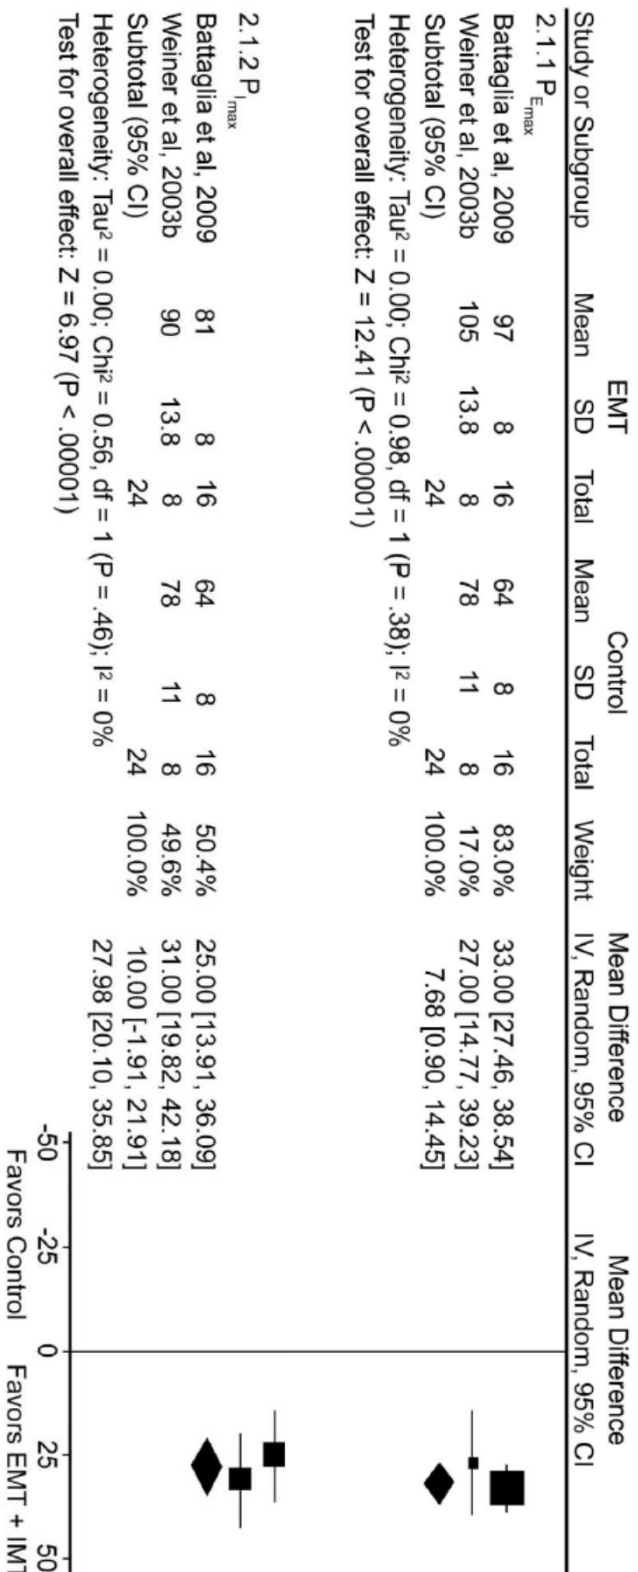 EMT Control Mean Difference Mean Difference
Study or Subgroup Mean SD Total Mean SD Total Weight IV, Random, 95% CI IV, Random, 95% CI
2.1.1 PEmax
Battaglia et al, 2009 97 8 16 64 8 16 83.0% 33.00 [27.46, 38.54]
Weiner et al, 2003b 105 13.8 8 78 11 8 17.0% 27.00 [14.77, 39.23]
Subtotal (95% CI) 24 24 100.0% 7.68 [0.90, 14.45]
Heterogeneity: Tau² = 0.00; Chi² = 0.98, df = 1 (P = .38); I² = 0%
Test for overall effect: Z = 12.41 (P < .00001)
2.1.2 PImax
Battaglia et al, 2009 81 8 16 64 8 16 50.4% 25.00 [13.91, 36.09]
Weiner et al, 2003b 90 13.8 8 78 11 8 49.6% 31.00 [19.82, 42.18]
Subtotal (95% CI) 24 24 100.0% 10.00 [-1.91, 21.91]
Heterogeneity: Tau² = 0.00; Chi² = 0.56, df = 1 (P = .46); I² = 0% 27.98 [20.10, 35.85]
Test for overall effect: Z = 6.97 (P < .00001)
-50 -25 0 25 50
Favors Control Favors EMT + IMT